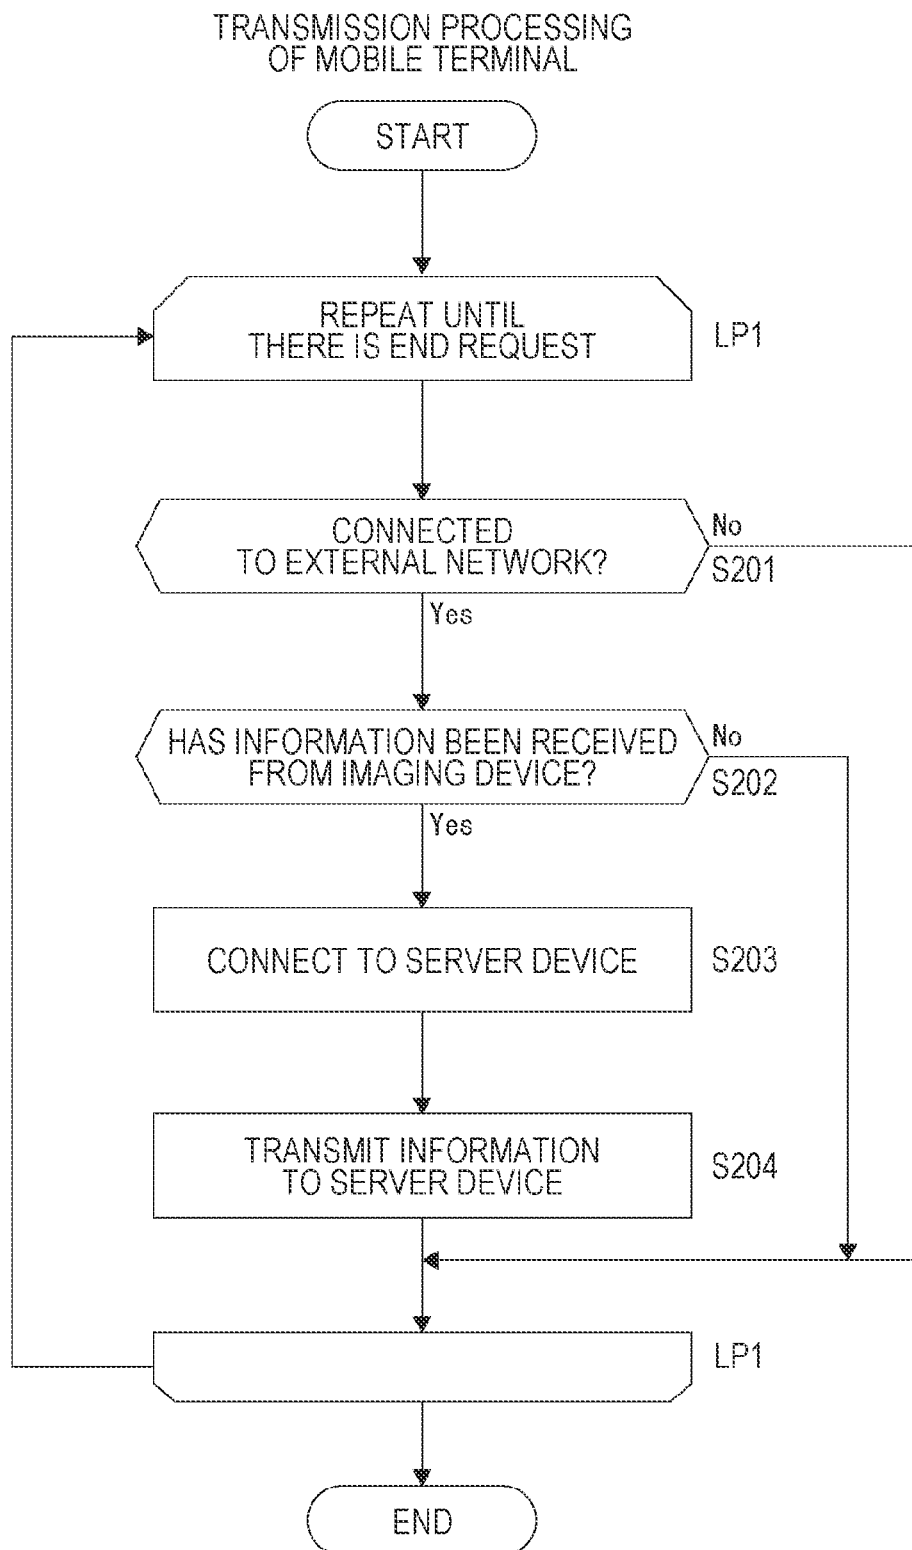 TRANSMISSION PROCESSING
OF MOBILE TERMINAL
START
REPEAT UNTIL
THERE IS END REQUEST
LP1
CONNECTED
TO EXTERNAL NETWORK?
No
S201
Yes
HAS INFORMATION BEEN RECEIVED
FROM IMAGING DEVICE?
No
S202
Yes
CONNECT TO SERVER DEVICE
S203
TRANSMIT INFORMATION
TO SERVER DEVICE
S204
LP1
END